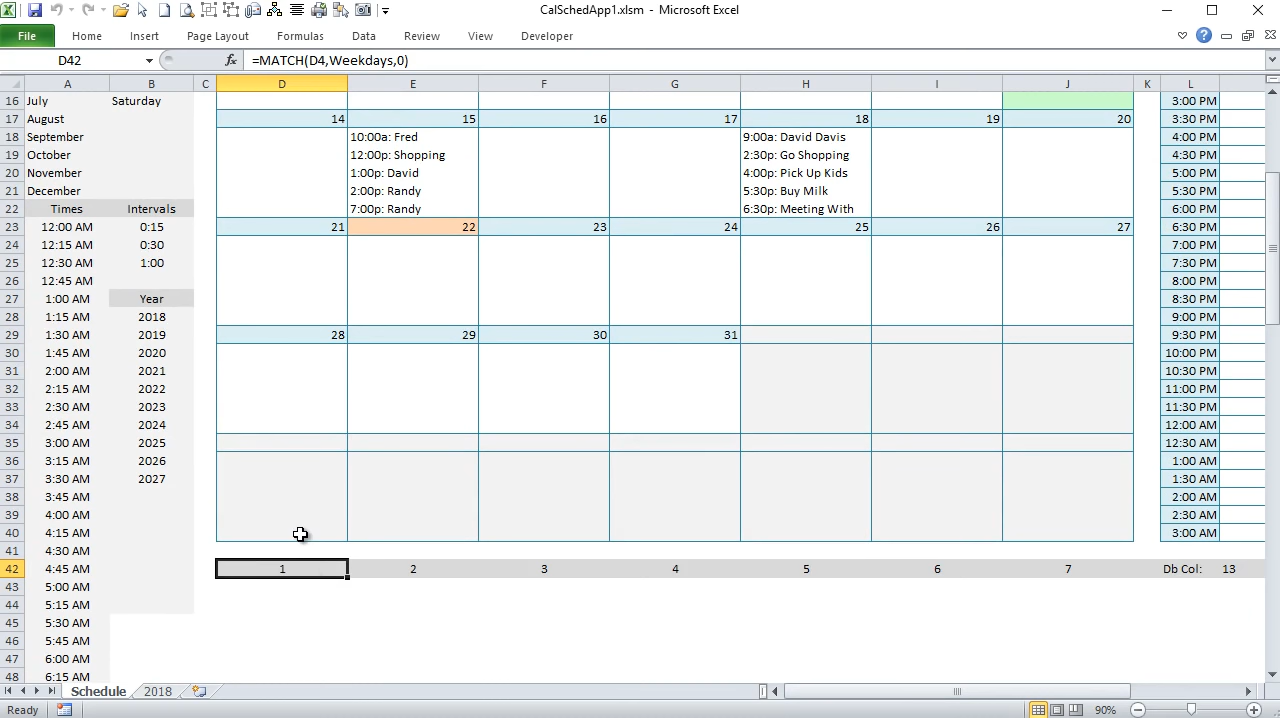 CalSchedApp1.xlsm - Microsoft Excel
File Home Insert Page Layout Formulas Data Review View Developer
D42 fx =MATCH(D4,Weekdays,0)
A B C D E F G H I J K L
16 July Saturday 3:00 PM
17 August 14 15 16 17 18 19 20 3:30 PM
18 September 10:00a: Fred 9:00a: David Davis 4:00 PM
19 October 12:00p: Shopping 2:30p: Go Shopping 4:30 PM
20 November 1:00p: David 4:00p: Pick Up Kids 5:00 PM
21 December 2:00p: Randy 5:30p: Buy Milk 5:30 PM
22 Times Intervals 7:00p: Randy 6:30p: Meeting With 6:00 PM
23 12:00 AM 0:15 21 22 23 24 25 26 27 6:30 PM
24 12:15 AM 0:30 7:00 PM
25 12:30 AM 1:00 7:30 PM
26 12:45 AM 8:00 PM
27 1:00 AM Year 8:30 PM
28 1:15 AM 2018 9:00 PM
29 1:30 AM 2019 28 29 30 31 9:30 PM
30 1:45 AM 2020 10:00 PM
31 2:00 AM 2021 10:30 PM
32 2:15 AM 2022 11:00 PM
33 2:30 AM 2023 11:30 PM
34 2:45 AM 2024 12:00 AM
35 3:00 AM 2025 12:30 AM
36 3:15 AM 2026 1:00 AM
37 3:30 AM 2027 1:30 AM
38 3:45 AM 2:00 AM
39 4:00 AM 2:30 AM
40 4:15 AM 3:00 AM
41 4:30 AM
42 4:45 AM 1 2 3 4 5 6 7 Db Col: 13
43 5:00 AM
44 5:15 AM
45 5:30 AM
46 5:45 AM
47 6:00 AM
48 6:15 AM
Schedule 2018
Ready 90%